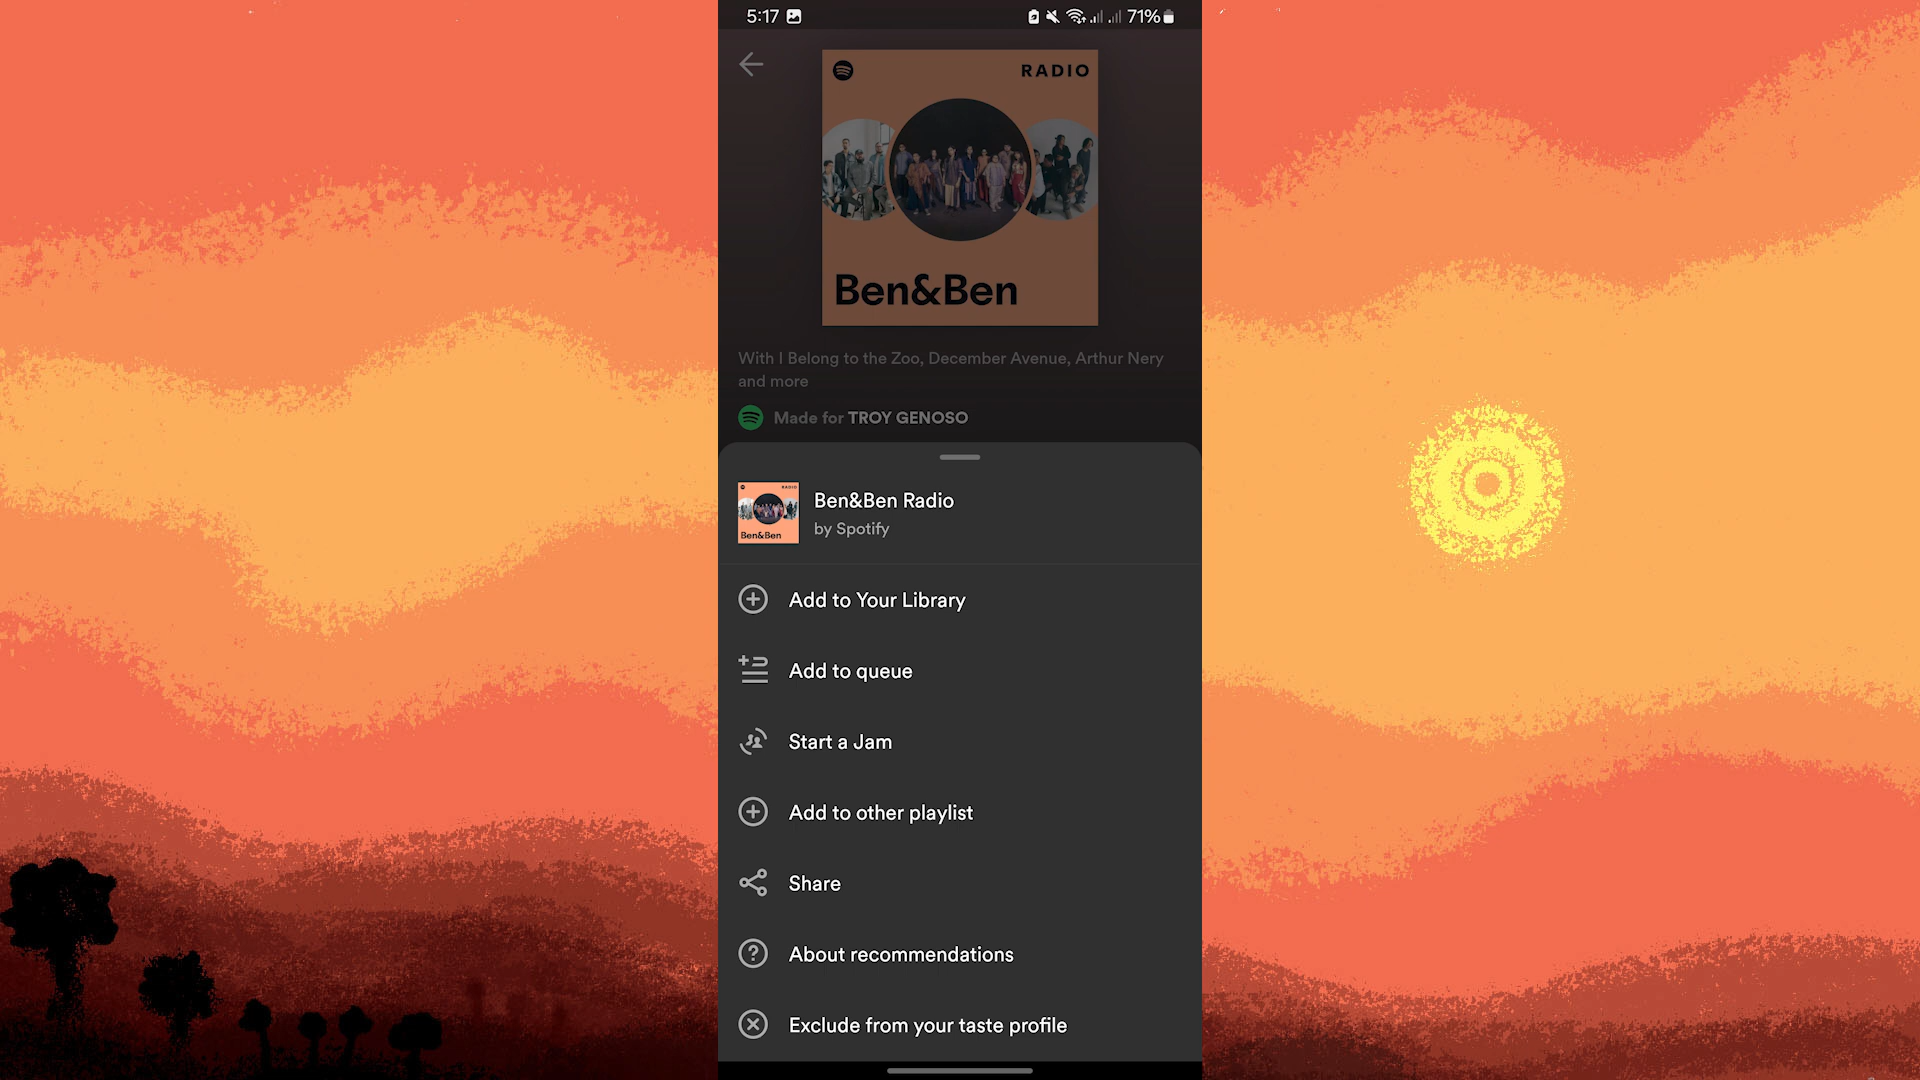 5:17
71%
RADIO
Ben&Ben
With I Belong to the Zoo, December Avenue, Arthur Nery
and more
Made for TROY GENOSO
RADIO
Ben&Ben
Ben&Ben Radio
by Spotify
Add to Your Library
Add to queue
Start a Jam
Add to other playlist
Share
About recommendations
Exclude from your taste profile